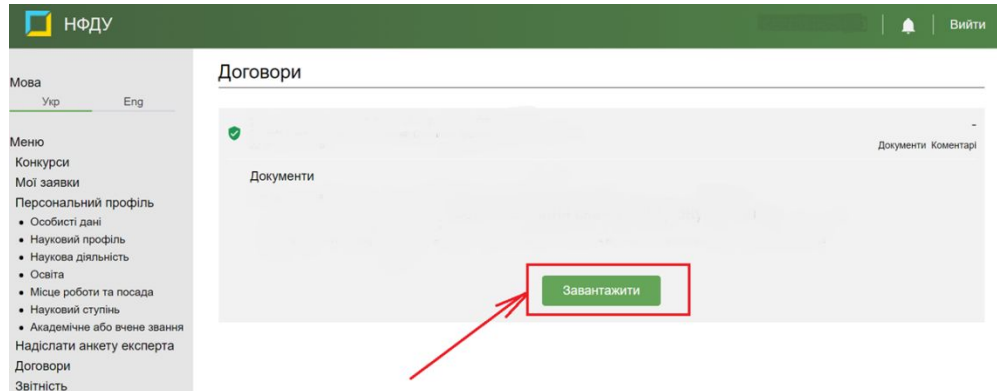 НФДУ
Вийти
Мова
Укр Eng
Меню
Конкурси
Мої заявки
Персональний профіль
Особисті дані
Науковий профіль
Наукова діяльність
Освіта
Місце роботи та посада
Науковий ступінь
Академічне або вчене звання
Надіслати анкету експерта
Договори
Звітність
Договори
-
Документи Коментарі
Документи
Завантажити